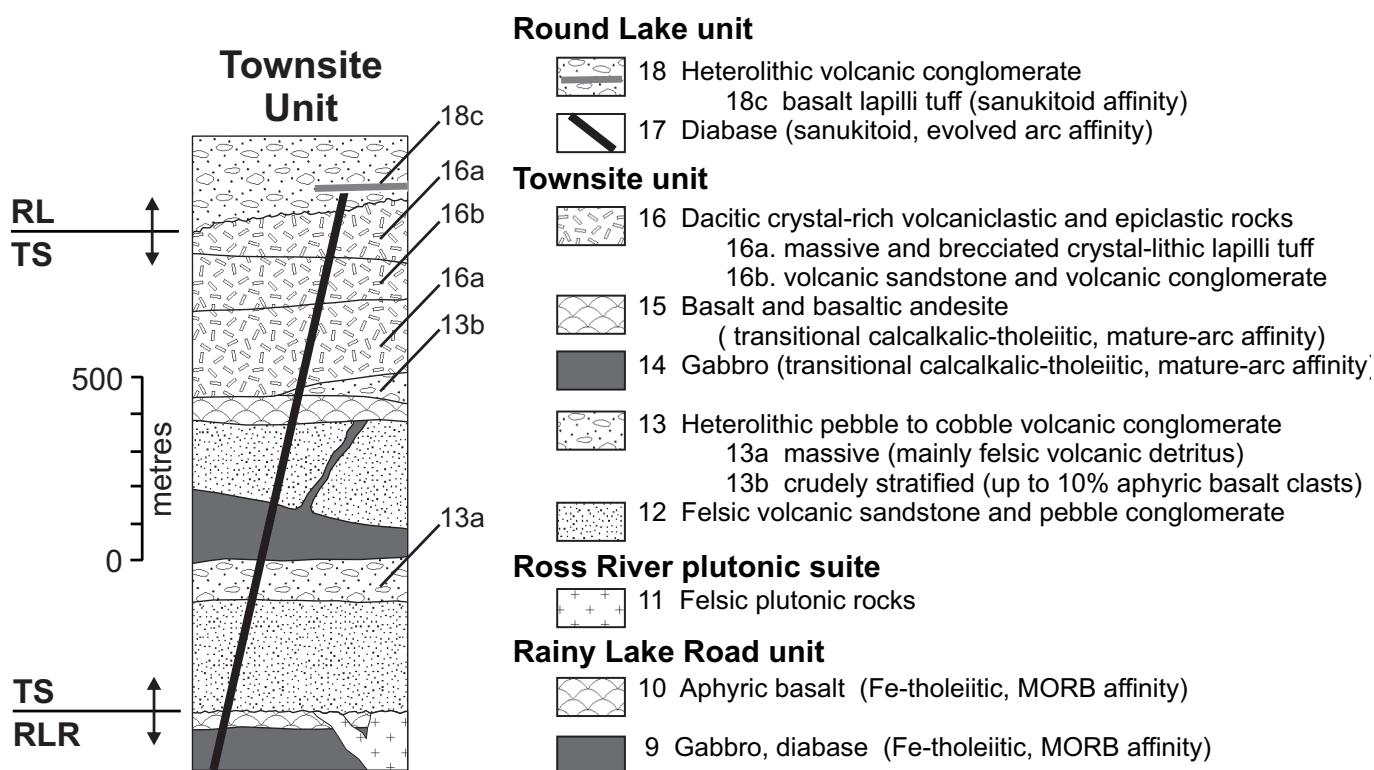 Townsite
Unit
18c
16a
16b
16a
13b
13a
RL
TS
500
metres
0
TS
RLR
Round Lake unit
18 Heterolithic volcanic conglomerate
18c basalt lapilli tuff (sanukitoid affinity)
17 Diabase (sanukitoid, evolved arc affinity)
Townsite unit
16 Dacitic crystal-rich volcaniclastic and epiclastic rocks
16a. massive and brecciated crystal-lithic lapilli tuff
16b. volcanic sandstone and volcanic conglomerate
15 Basalt and basaltic andesite
( transitional calcalkalic-tholeiitic, mature-arc affinity)
14 Gabbro (transitional calcalkalic-tholeiitic, mature-arc affinity)
13 Heterolithic pebble to cobble volcanic conglomerate
13a massive (mainly felsic volcanic detritus)
13b crudely stratified (up to 10% aphyric basalt clasts)
12 Felsic volcanic sandstone and pebble conglomerate
Ross River plutonic suite
11 Felsic plutonic rocks
Rainy Lake Road unit
10 Aphyric basalt (Fe-tholeiitic, MORB affinity)
9 Gabbro, diabase (Fe-tholeiitic, MORB affinity)